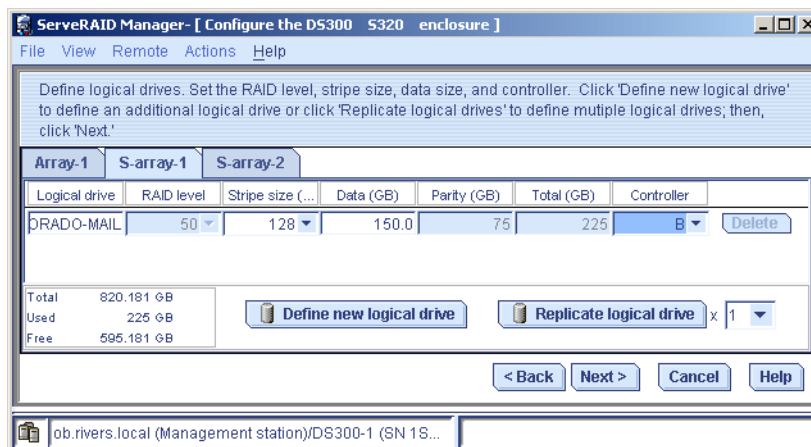 ServeRAID Manager- [ Configure the DS300 S320 enclosure ]
File View Remote Actions Help
Define logical drives. Set the RAID level, stripe size, data size, and controller. Click 'Define new logical drive'
to define an additional logical drive or click 'Replicate logical drives' to define mutiple logical drives; then,
click 'Next.'
Array-1 S-array-1 S-array-2
Logical drive RAID level Stripe size (... Data (GB) Parity (GB) Total (GB) Controller
ORADO-MAIL 50 128 150.0 75 225 B Delete
Total 820.181 GB
Used 225 GB
Free 595.181 GB
Define new logical drive Replicate logical drive x 1
< Back Next > Cancel Help
ob.rivers.local (Management station)/DS300-1 (SN 1S...